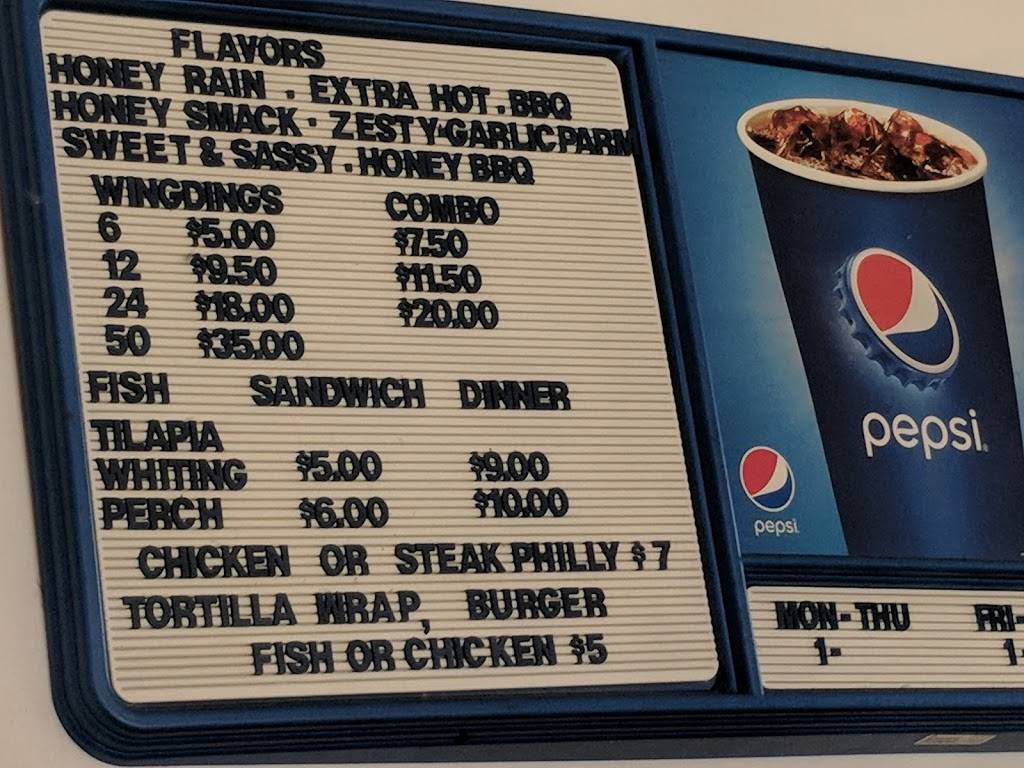 FLAVORS
HONEY RAIN . EXTRA HOT . BBQ
HONEY SMACK · ZESTY·GARLIC PARM
SWEET & SASSY . HONEY BBQ
WINGDINGS COMBO
6 $5.00 $7.50
12 $9.50 $11.50
24 $18.00 $20.00
50 $35.00
FISH SANDWICH DINNER
TILAPIA
WHITING $5.00 $9.00
PERCH $6.00 $10.00
CHICKEN OR STEAK PHILLY $7
TORTILLA WRAP, BURGER
FISH OR CHICKEN $5
pepsi.
pepsi.
MON-THU FRI-
1- 1-